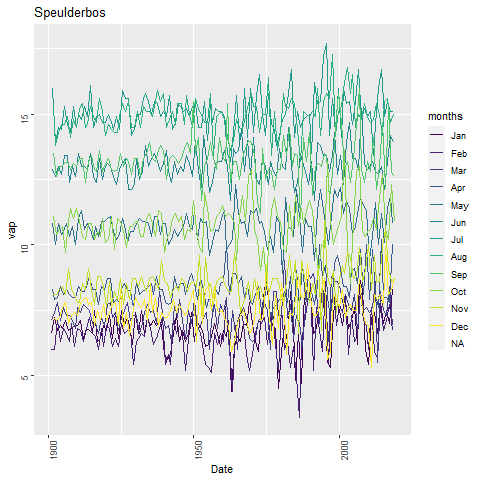 Speulderbos
vap
15
10
5
1900
1950
2000
Date
months
Jan
Feb
Mar
Apr
May
Jun
Jul
Aug
Sep
Oct
Nov
Dec
NA